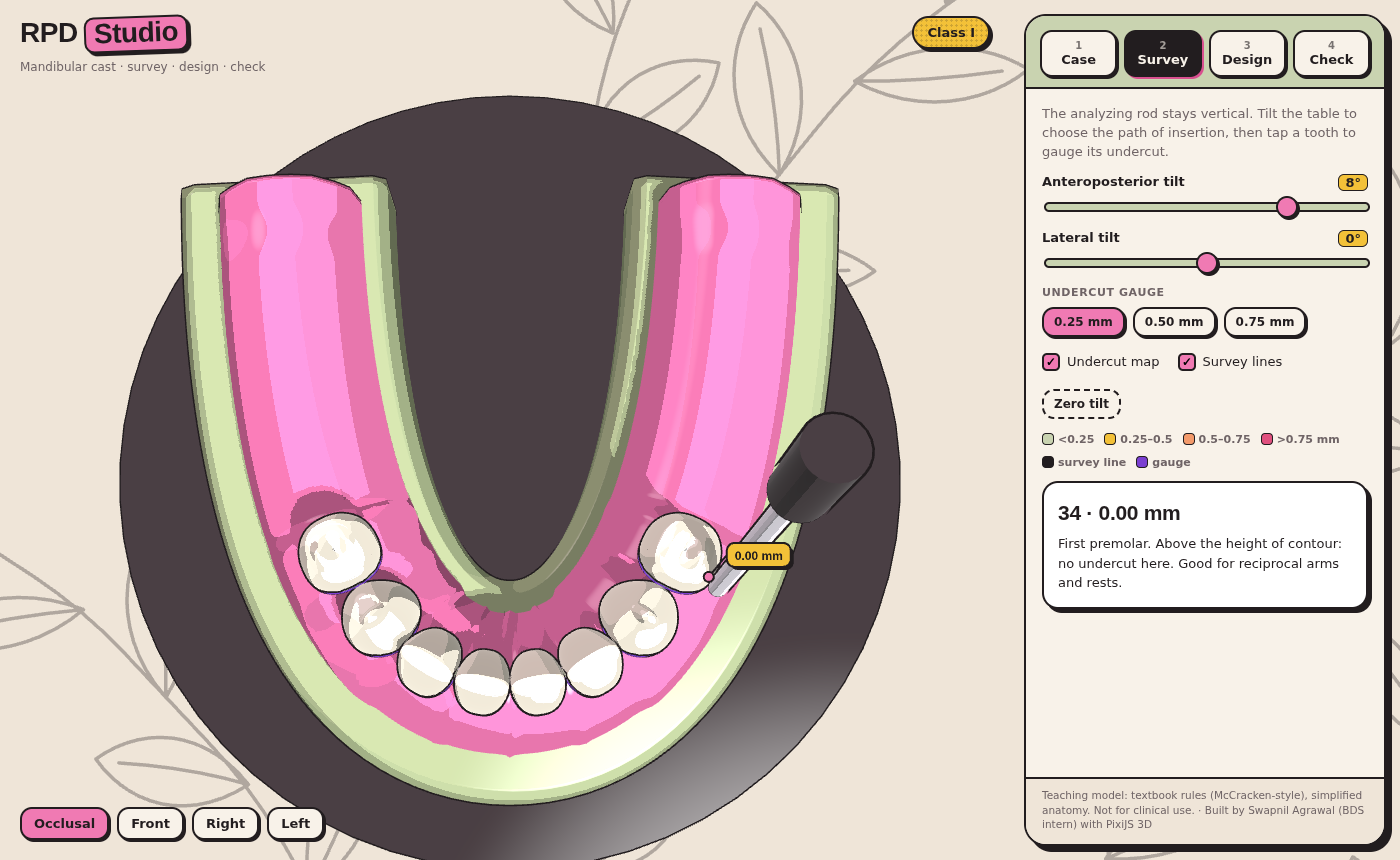 RPD Studio
Mandibular cast · survey · design · check
Class I
1
Case
2
Survey
3
Design
4
Check
The analyzing rod stays vertical. Tilt the table to
choose the path of insertion, then tap a tooth to
gauge its undercut.
Anteroposterior tilt 8°
Lateral tilt 0°
UNDERCUT GAUGE
0.25 mm 0.50 mm 0.75 mm
Undercut map Survey lines
Zero tilt
<0.25 0.25–0.5 0.5–0.75 >0.75 mm
survey line gauge
34 · 0.00 mm
First premolar. Above the height of contour:
no undercut here. Good for reciprocal arms
and rests.
0.00 mm
Occlusal Front Right Left
Teaching model: textbook rules (McCracken-style), simplified
anatomy. Not for clinical use. · Built by Swapnil Agrawal (BDS
intern) with PixiJS 3D